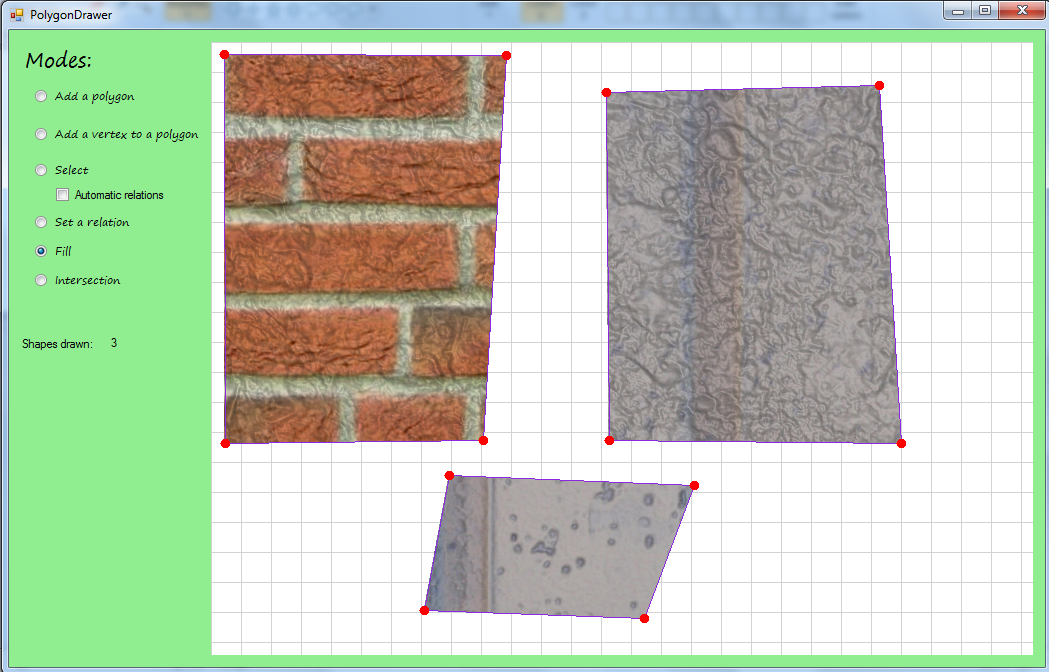 PolygonDrawer
Modes:
Add a polygon
Add a vertex to a polygon
Select
Automatic relations
Set a relation
Fill
Intersection
Shapes drawn: 3